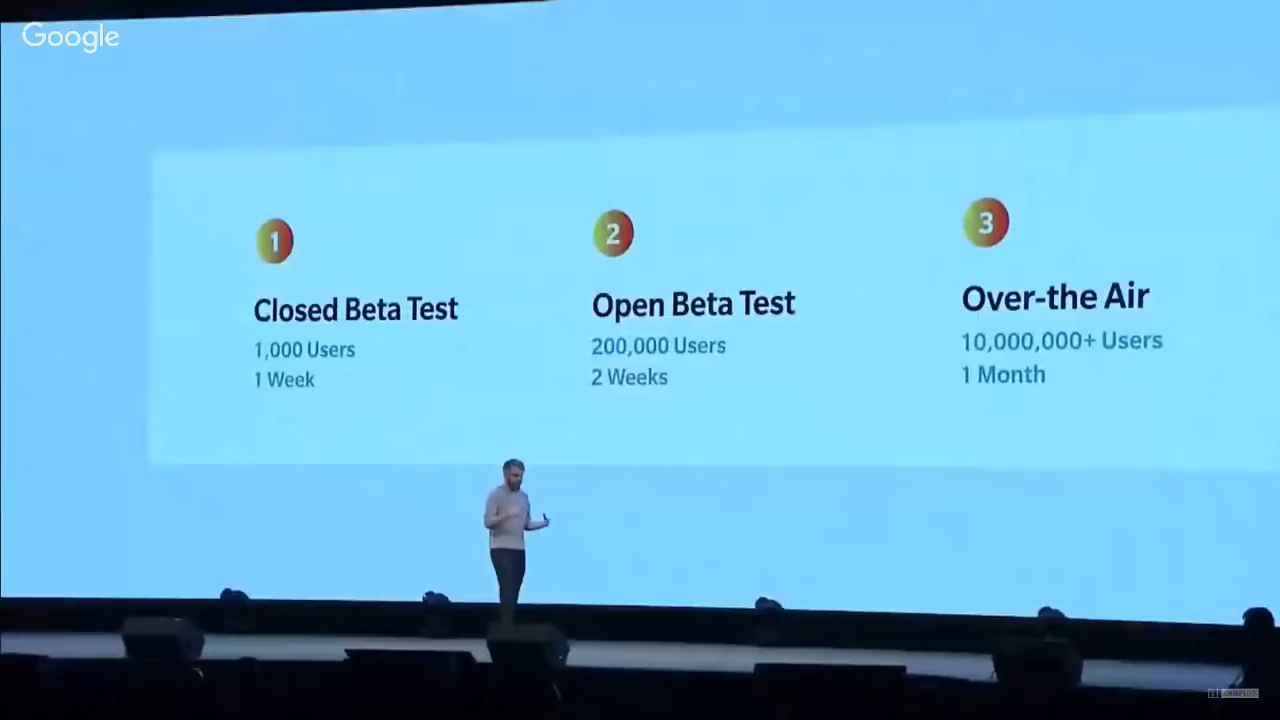 Google
1
Closed Beta Test
1,000 Users
1 Week
2
Open Beta Test
200,000 Users
2 Weeks
3
Over-the Air
10,000,000+ Users
1 Month
ONEPLUS